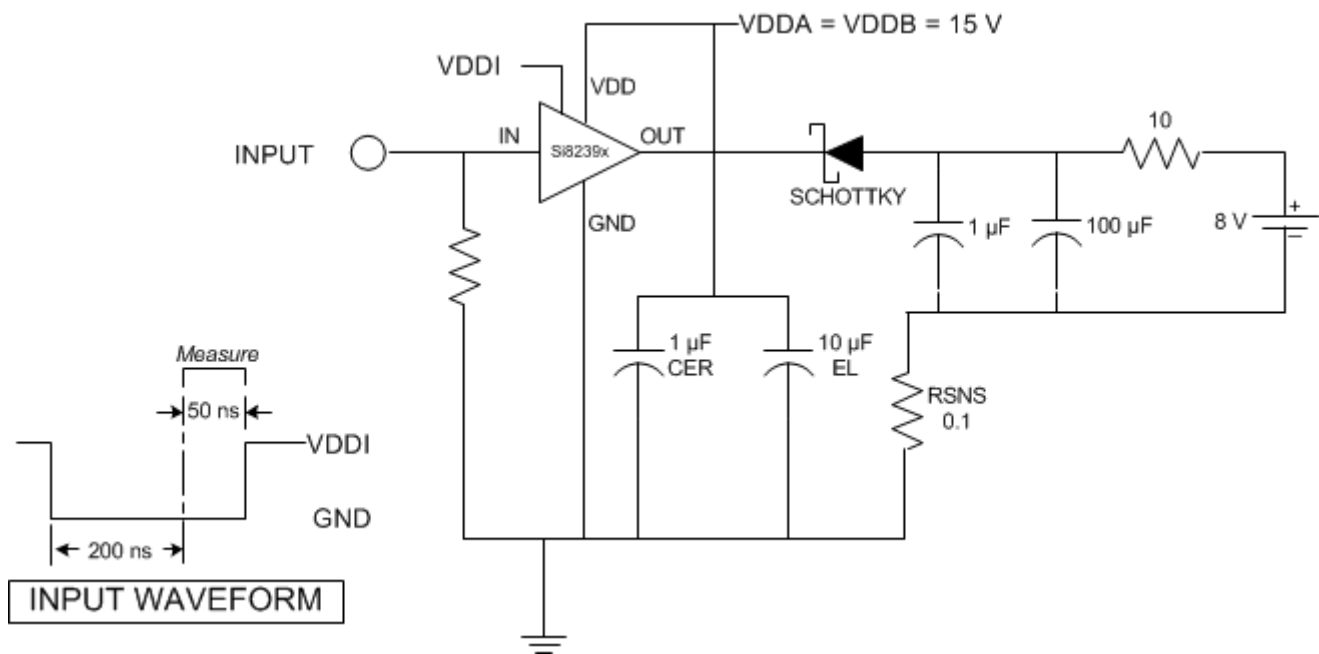 VDDA = VDDB = 15 V
VDDI
VDD
INPUT
IN
Si8239x
OUT
10
SCHOTTKY
GND
1 µF
100 µF
8 V
+
1 µF
CER
10 µF
EL
RSNS
0.1
Measure
50 ns
VDDI
GND
200 ns
INPUT WAVEFORM